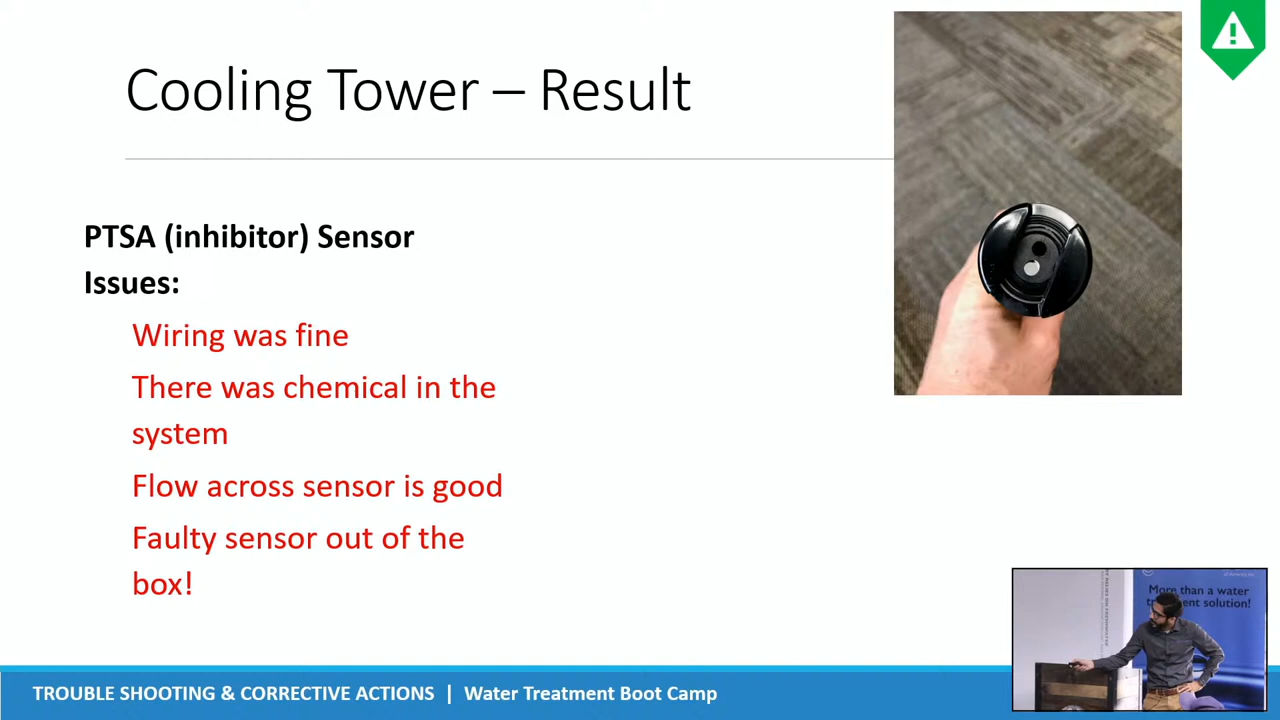 Cooling Tower – Result
PTSA (inhibitor) Sensor
Issues:
Wiring was fine
There was chemical in the
system
Flow across sensor is good
Faulty sensor out of the
box!
More than a water
treatment solution!
TROUBLE SHOOTING & CORRECTIVE ACTIONS | Water Treatment Boot Camp